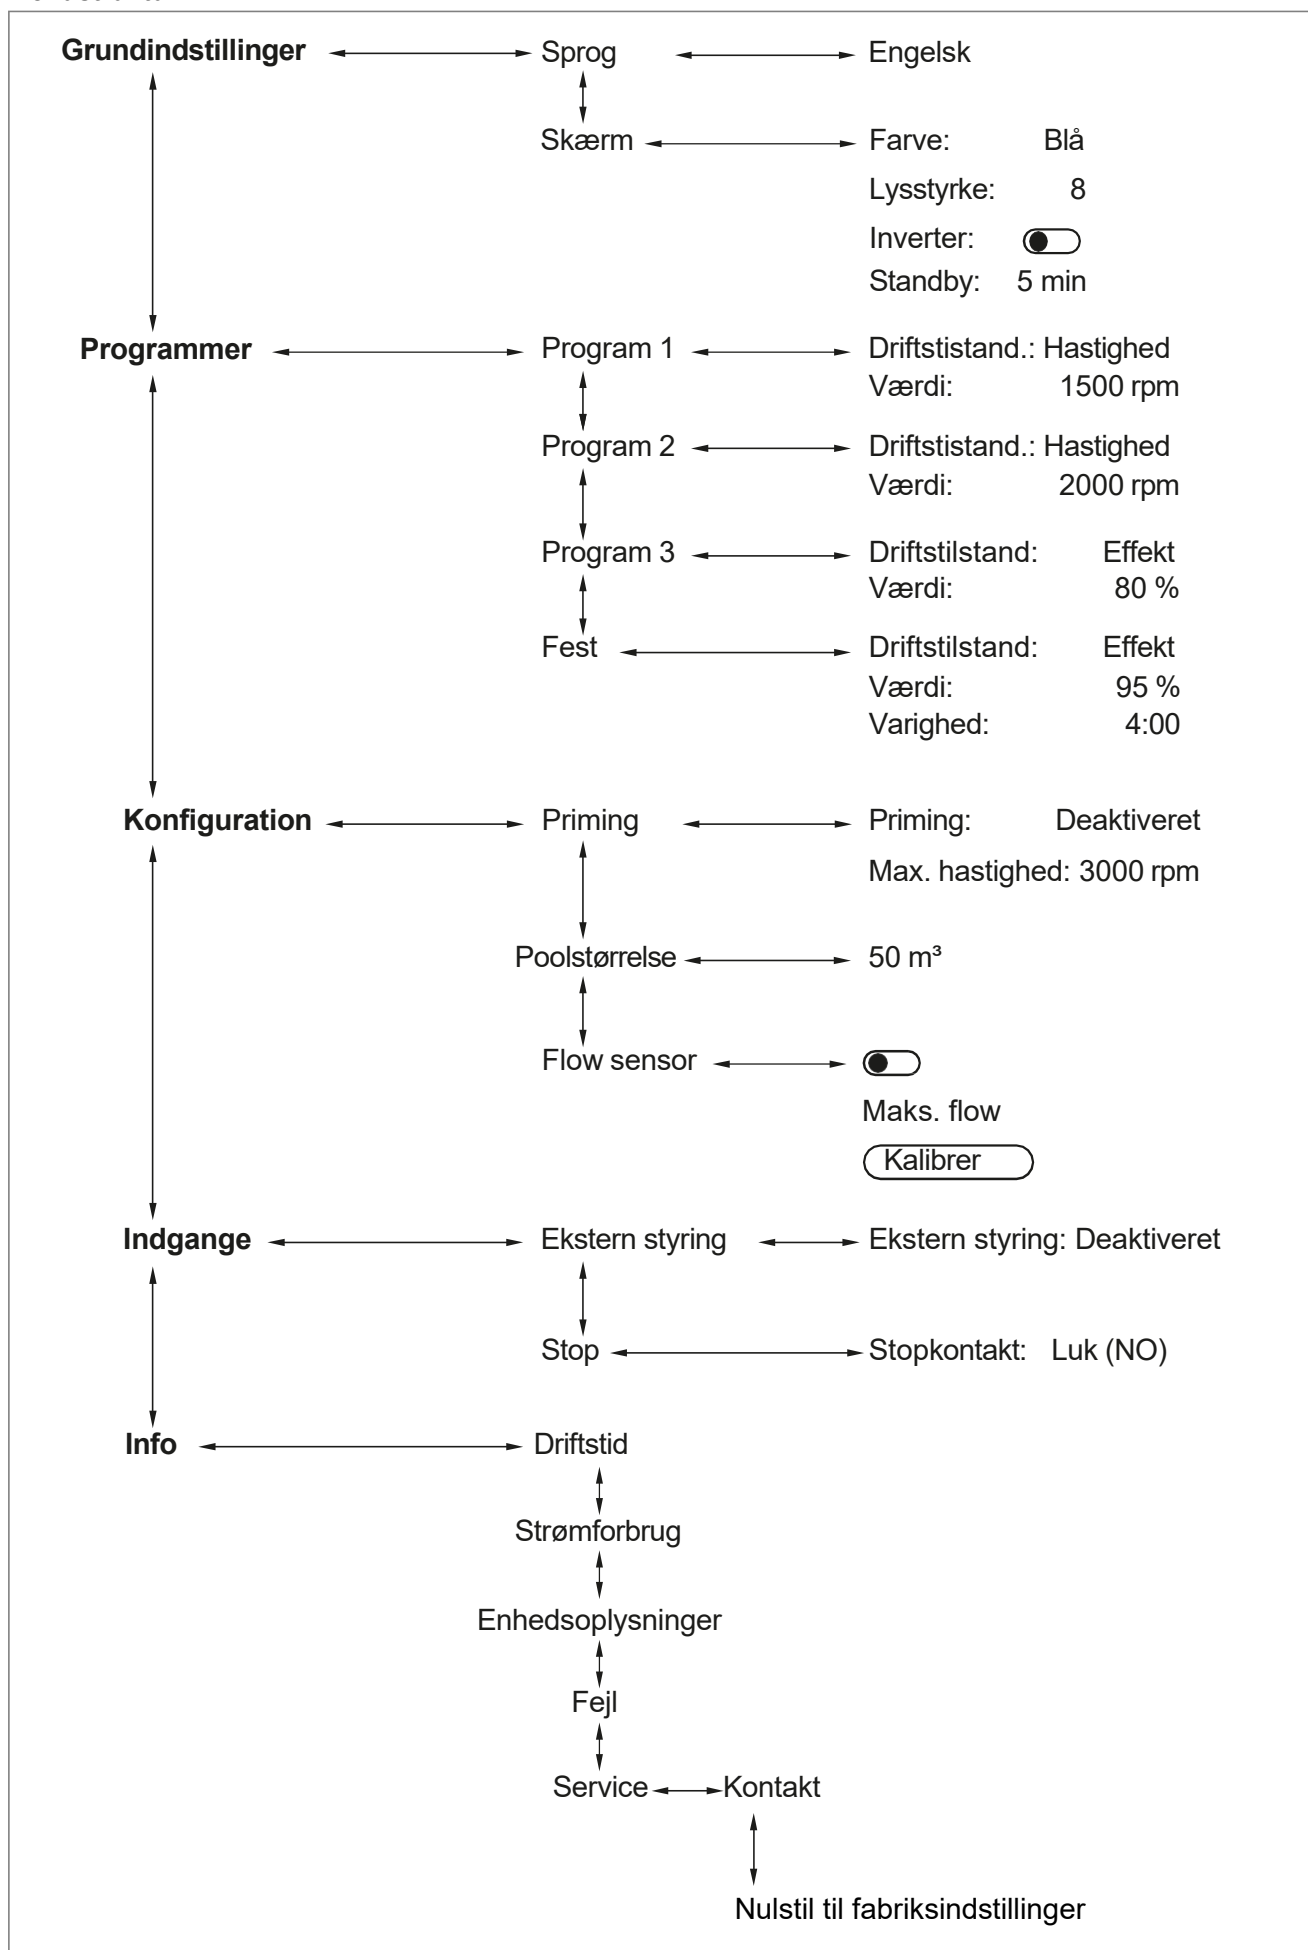 Grundindstillinger Sprog Engelsk
Skærm Farve: Blå
Lysstyrke: 8
Inverter:
Standby: 5 min
Programmer Program 1 Driftstistand.: Hastighed
Værdi: 1500 rpm
Program 2 Driftstistand.: Hastighed
Værdi: 2000 rpm
Program 3 Driftstilstand: Effekt
Værdi: 80 %
Fest Driftstilstand: Effekt
Værdi: 95 %
Varighed: 4:00
Konfiguration Priming Priming: Deaktiveret
Max. hastighed: 3000 rpm
Poolstørrelse 50 m³
Flow sensor
Maks. flow
Kalibrer
Indgange Ekstern styring Ekstern styring: Deaktiveret
Stop Stopkontakt: Luk (NO)
Info Driftstid
Strømforbrug
Enhedsoplysninger
Fejl
Service Kontakt
Nulstil til fabriksindstillinger